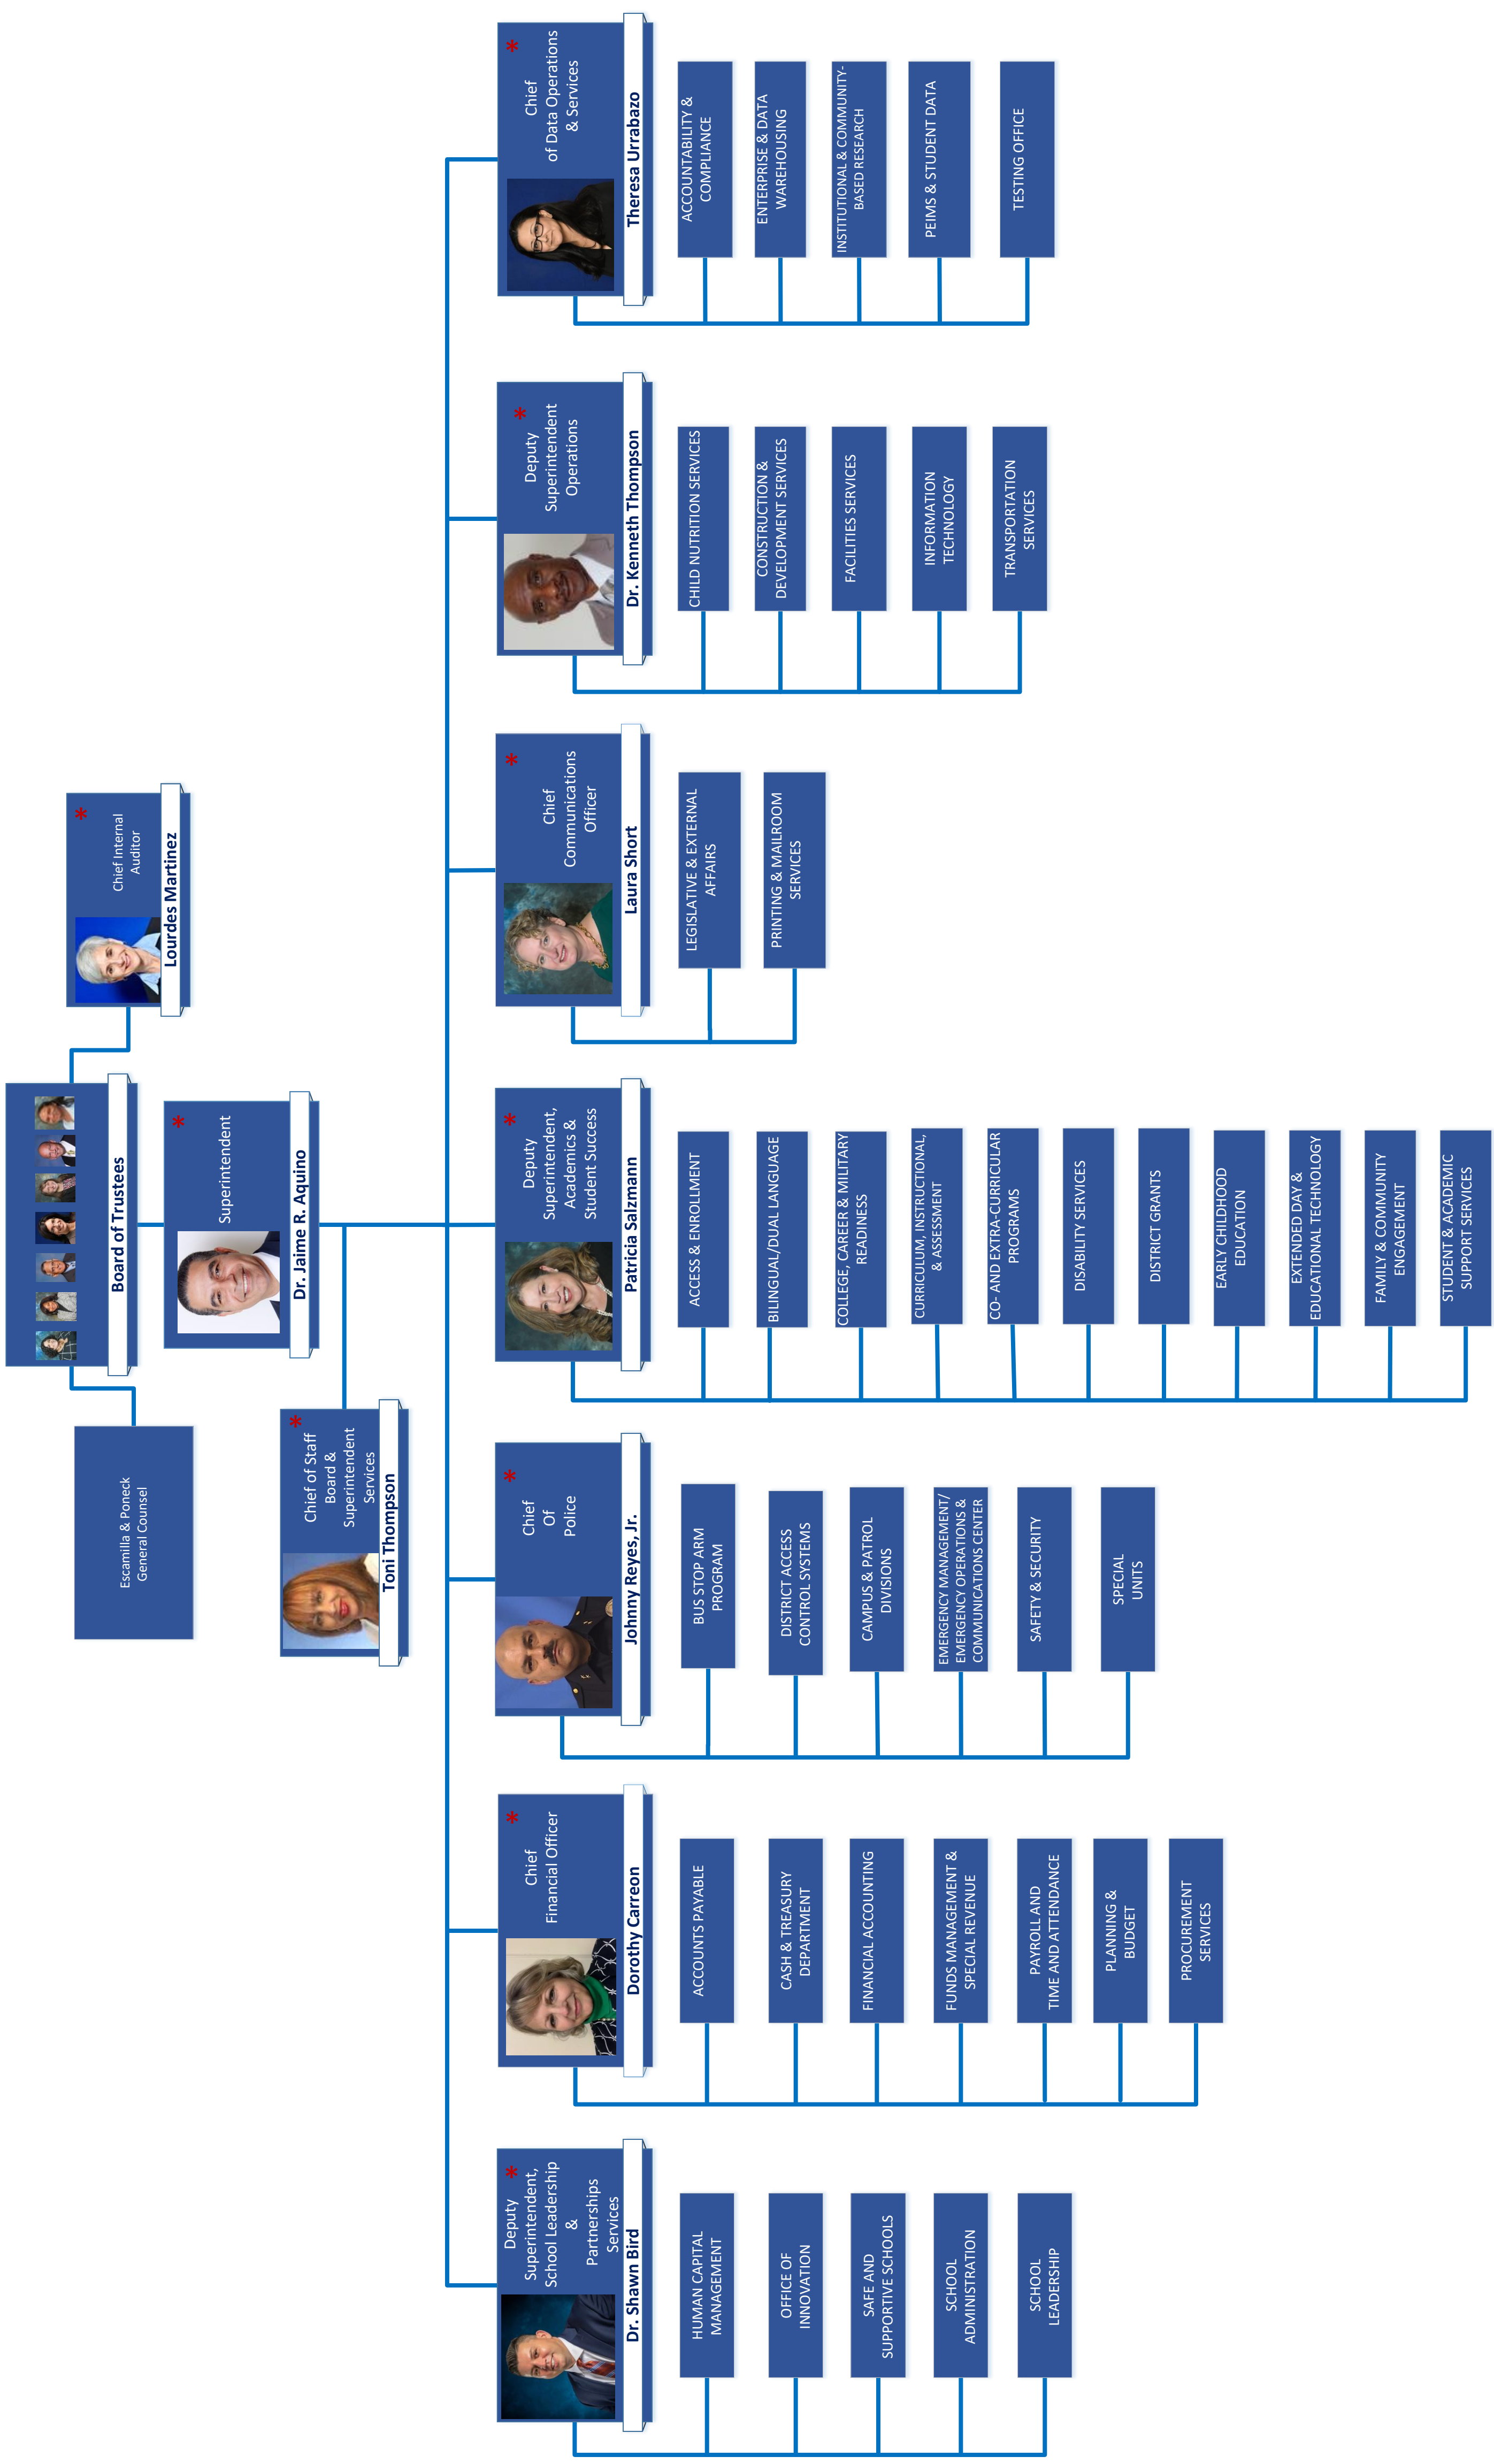 Board of Trustees
Escamilla & Poneck
General Counsel
*
Chief Internal
Auditor
Lourdes Martinez
*
Superintendent
Dr. Jaime R. Aquino
*
Chief of Staff
Board &
Superintendent
Services
Toni Thompson
Deputy *
Superintendent,
School Leadership
&
Partnerships
Services
Dr. Shawn Bird
HUMAN CAPITAL
MANAGEMENT
OFFICE OF
INNOVATION
SAFE AND
SUPPORTIVE SCHOOLS
SCHOOL
ADMINISTRATION
SCHOOL
LEADERSHIP
*
Chief
Financial Officer
Dorothy Carreon
ACCOUNTS PAYABLE
CASH & TREASURY
DEPARTMENT
FINANCIAL ACCOUNTING
FUNDS MANAGEMENT &
SPECIAL REVENUE
PAYROLL AND
TIME AND ATTENDANCE
PLANNING &
BUDGET
PROCUREMENT
SERVICES
*
Chief
Of
Police
Johnny Reyes, Jr.
BUS STOP ARM
PROGRAM
DISTRICT ACCESS
CONTROL SYSTEMS
CAMPUS & PATROL
DIVISIONS
EMERGENCY MANAGEMENT/
EMERGENCY OPERATIONS &
COMMUNICATIONS CENTER
SAFETY & SECURITY
SPECIAL
UNITS
*
Deputy
Superintendent,
Academics &
Student Success
Patricia Salzmann
ACCESS & ENROLLMENT
BILINGUAL/DUAL LANGUAGE
COLLEGE, CAREER & MILITARY
READINESS
CURRICULUM, INSTRUCTIONAL,
& ASSESSMENT
CO- AND EXTRA-CURRICULAR
PROGRAMS
DISABILITY SERVICES
DISTRICT GRANTS
EARLY CHILDHOOD
EDUCATION
EXTENDED DAY &
EDUCATIONAL TECHNOLOGY
FAMILY & COMMUNITY
ENGAGEMENT
STUDENT & ACADEMIC
SUPPORT SERVICES
*
Chief
Communications
Officer
Laura Short
LEGISLATIVE & EXTERNAL
AFFAIRS
PRINTING & MAILROOM
SERVICES
*
Deputy
Superintendent
Operations
Dr. Kenneth Thompson
CHILD NUTRITION SERVICES
CONSTRUCTION &
DEVELOPMENT SERVICES
FACILITIES SERVICES
INFORMATION
TECHNOLOGY
TRANSPORTATION
SERVICES
*
Chief
of Data Operations
& Services
Theresa Urrabazo
ACCOUNTABILITY &
COMPLIANCE
ENTERPRISE & DATA
WAREHOUSING
INSTITUTIONAL & COMMUNITY-
BASED RESEARCH
PEIMS & STUDENT DATA
TESTING OFFICE